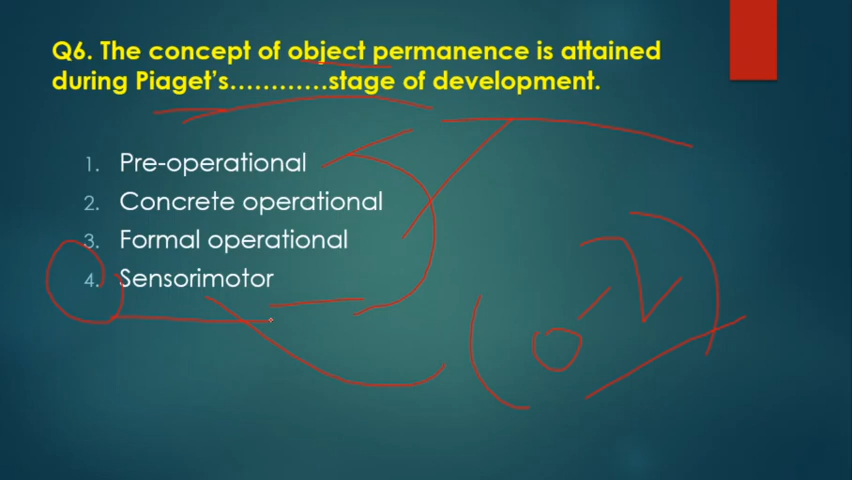 Q6. The concept of object permanence is attained
during Piaget's............stage of development.
1. Pre-operational
2. Concrete operational
3. Formal operational
4. Sensorimotor